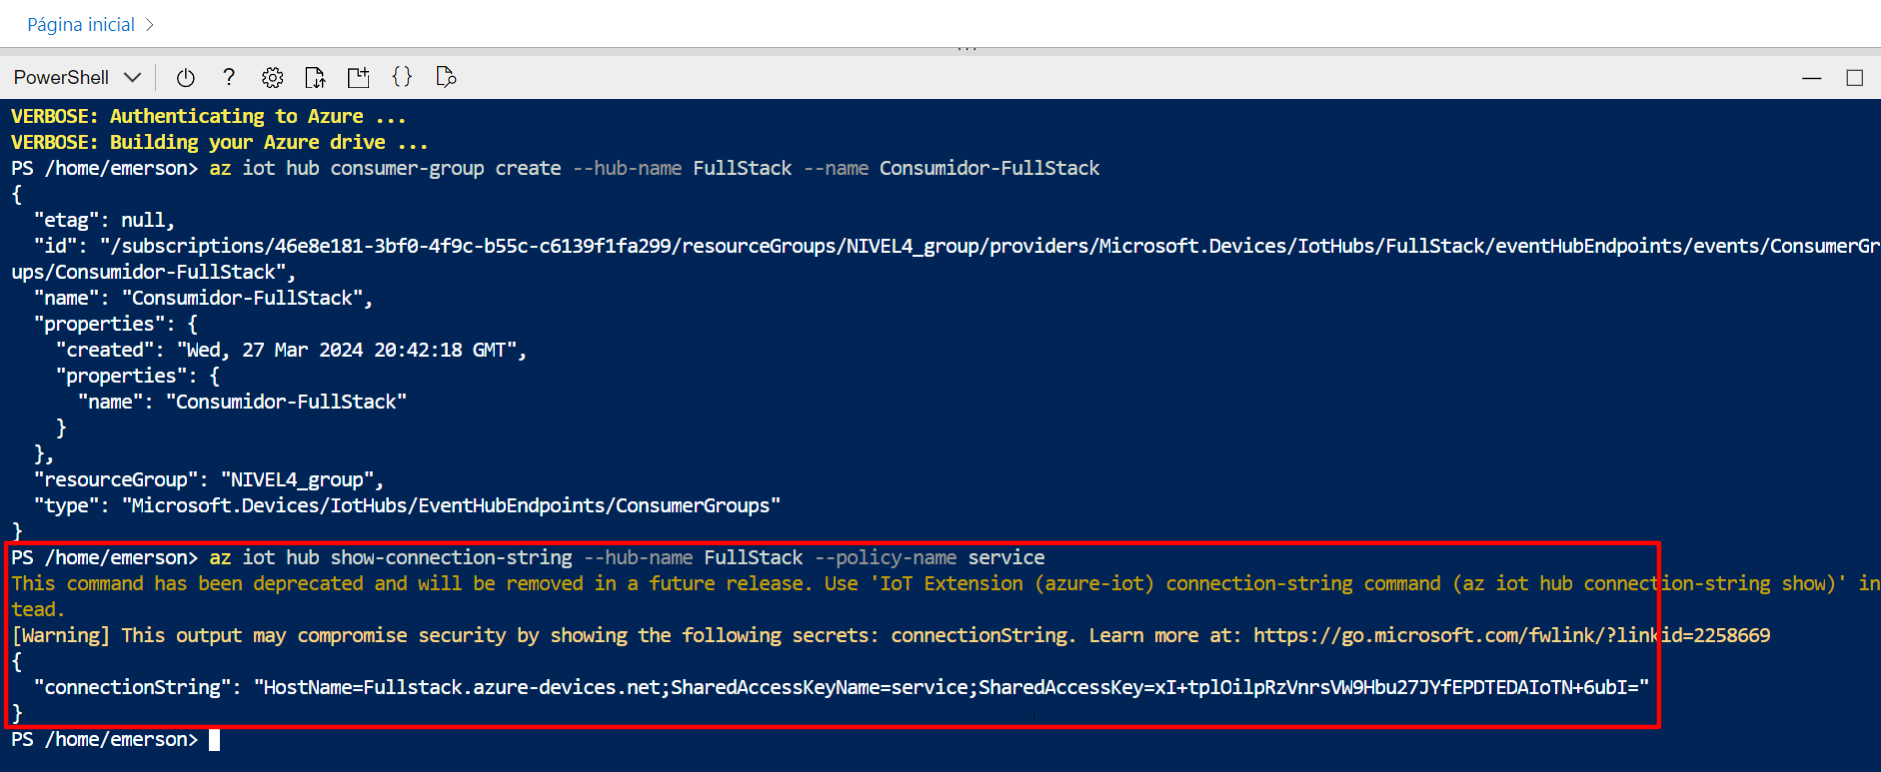 Página inicial >
...
PowerShell
VERBOSE: Authenticating to Azure ...
VERBOSE: Building your Azure drive ...
PS /home/emerson> az iot hub consumer-group create --hub-name FullStack --name Consumidor-FullStack
{
  "etag": null,
  "id": "/subscriptions/46e8e181-3bf0-4f9c-b55c-c6139f1fa299/resourceGroups/NIVEL4_group/providers/Microsoft.Devices/IotHubs/FullStack/eventHubEndpoints/events/ConsumerGr
ups/Consumidor-FullStack",
  "name": "Consumidor-FullStack",
  "properties": {
    "created": "Wed, 27 Mar 2024 20:42:18 GMT",
    "properties": {
      "name": "Consumidor-FullStack"
    }
  },
  "resourceGroup": "NIVEL4_group",
  "type": "Microsoft.Devices/IotHubs/EventHubEndpoints/ConsumerGroups"
}
PS /home/emerson> az iot hub show-connection-string --hub-name FullStack --policy-name service
This command has been deprecated and will be removed in a future release. Use 'IoT Extension (azure-iot) connection-string command (az iot hub connection-string show)' in
tead.
[Warning] This output may compromise security by showing the following secrets: connectionString. Learn more at: https://go.microsoft.com/fwlink/?linkid=2258669
{
  "connectionString": "HostName=Fullstack.azure-devices.net;SharedAccessKeyName=service;SharedAccessKey=xI+tplOilpRzVnrsVW9Hbu27JYfEPDTEDAIoTN+6ubI="
}
PS /home/emerson>